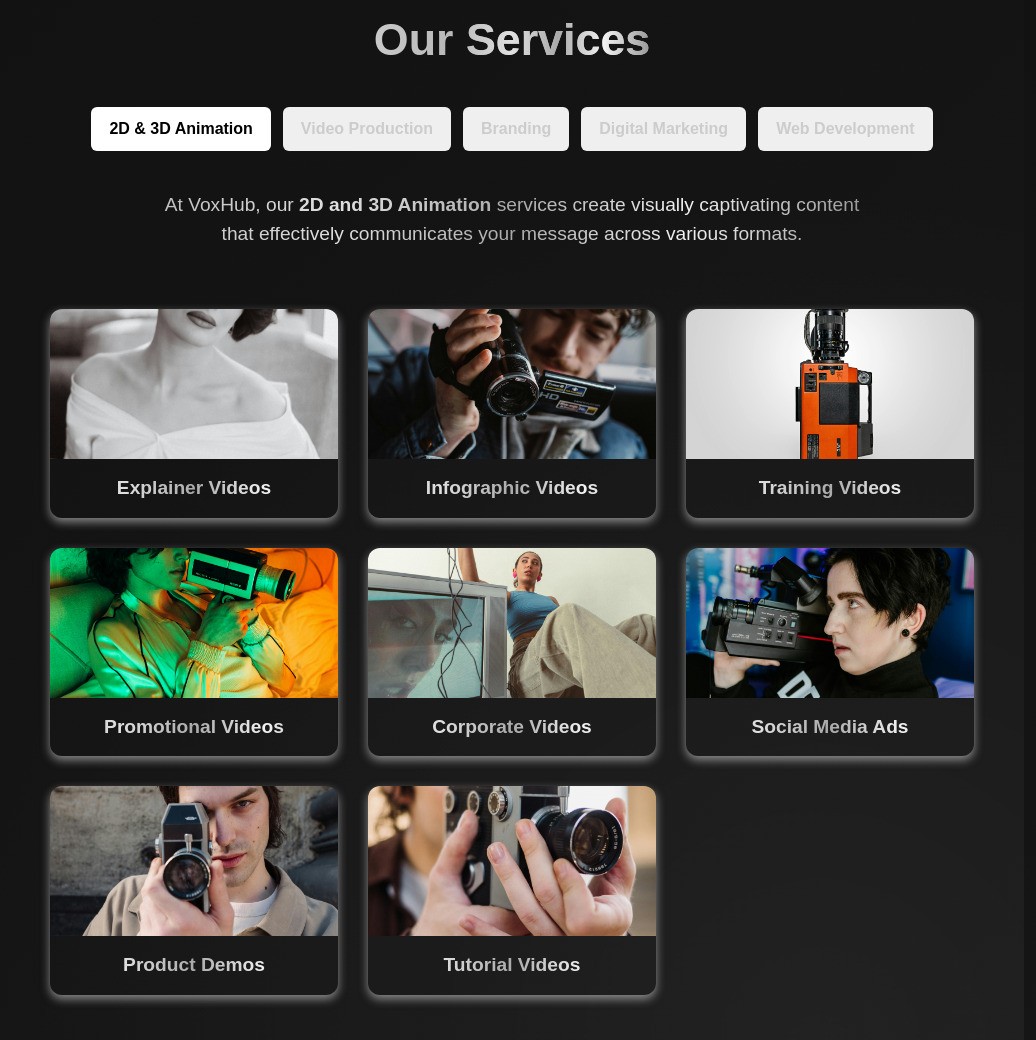 Our Services
2D & 3D Animation
Video Production
Branding
Digital Marketing
Web Development
At VoxHub, our 2D and 3D Animation services create visually captivating content
that effectively communicates your message across various formats.
HD
Explainer Videos
Infographic Videos
Training Videos
Promotional Videos
Corporate Videos
Social Media Ads
Product Demos
Tutorial Videos